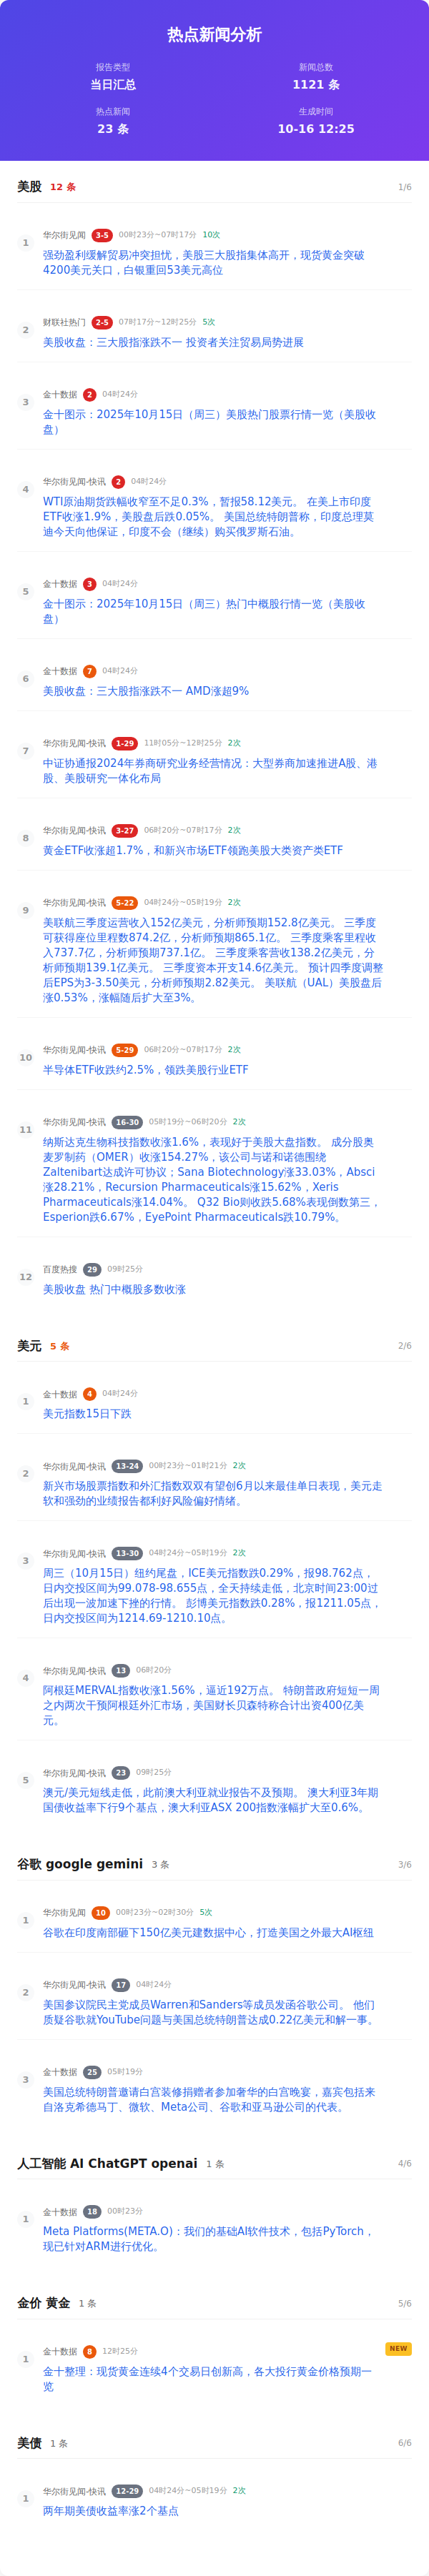 热点新闻分析
报告类型
新闻总数
当日汇总
1121 条
热点新闻
生成时间
23 条
10-16 12:25
美股 12 条 1/6
1
华尔街见闻 3-5 00时23分~07时17分 10次
强劲盈利缓解贸易冲突担忧，美股三大股指集体高开，现货黄金突破
4200美元关口，白银重回53美元高位
2
财联社热门 2-5 07时17分~12时25分 5次
美股收盘：三大股指涨跌不一 投资者关注贸易局势进展
3
金十数据 2 04时24分
金十图示：2025年10月15日（周三）美股热门股票行情一览（美股收
盘）
4
华尔街见闻-快讯 2 04时24分
WTI原油期货跌幅收窄至不足0.3%，暂报58.12美元。 在美上市印度
ETF收涨1.9%，美股盘后跌0.05%。 美国总统特朗普称，印度总理莫
迪今天向他保证，印度不会（继续）购买俄罗斯石油。
5
金十数据 3 04时24分
金十图示：2025年10月15日（周三）热门中概股行情一览（美股收
盘）
6
金十数据 7 04时24分
美股收盘：三大股指涨跌不一 AMD涨超9%
7
华尔街见闻-快讯 1-29 11时05分~12时25分 2次
中证协通报2024年券商研究业务经营情况：大型券商加速推进A股、港
股、美股研究一体化布局
8
华尔街见闻-快讯 3-27 06时20分~07时17分 2次
黄金ETF收涨超1.7%，和新兴市场ETF领跑美股大类资产类ETF
9
华尔街见闻-快讯 5-22 04时24分~05时19分 2次
美联航三季度运营收入152亿美元，分析师预期152.8亿美元。 三季度
可获得座位里程数874.2亿，分析师预期865.1亿。 三季度乘客里程收
入737.7亿，分析师预期737.1亿。 三季度乘客营收138.2亿美元，分
析师预期139.1亿美元。 三季度资本开支14.6亿美元。 预计四季度调整
后EPS为3-3.50美元，分析师预期2.82美元。 美联航（UAL）美股盘后
涨0.53%，涨幅随后扩大至3%。
10
华尔街见闻-快讯 5-29 06时20分~07时17分 2次
半导体ETF收跌约2.5%，领跌美股行业ETF
11
华尔街见闻-快讯 16-30 05时19分~06时20分 2次
纳斯达克生物科技指数收涨1.6%，表现好于美股大盘指数。 成分股奥
麦罗制药（OMER）收涨154.27%，该公司与诺和诺德围绕
Zaltenibart达成许可协议；Sana Biotechnology涨33.03%，Absci
涨28.21%，Recursion Pharmaceuticals涨15.62%，Xeris
Pharmaceuticals涨14.04%。 Q32 Bio则收跌5.68%表现倒数第三，
Esperion跌6.67%，EyePoint Pharmaceuticals跌10.79%。
12
百度热搜 29 09时25分
美股收盘 热门中概股多数收涨
美元 5 条 2/6
1
金十数据 4 04时24分
美元指数15日下跌
2
华尔街见闻-快讯 13-24 00时23分~01时21分 2次
新兴市场股票指数和外汇指数双双有望创6月以来最佳单日表现，美元走
软和强劲的业绩报告都利好风险偏好情绪。
3
华尔街见闻-快讯 13-30 04时24分~05时19分 2次
周三（10月15日）纽约尾盘，ICE美元指数跌0.29%，报98.762点，
日内交投区间为99.078-98.655点，全天持续走低，北京时间23:00过
后出现一波加速下挫的行情。 彭博美元指数跌0.28%，报1211.05点，
日内交投区间为1214.69-1210.10点。
4
华尔街见闻-快讯 13 06时20分
阿根廷MERVAL指数收涨1.56%，逼近192万点。 特朗普政府短短一周
之内两次干预阿根廷外汇市场，美国财长贝森特称合计出资400亿美
元。
5
华尔街见闻-快讯 23 09时25分
澳元/美元短线走低，此前澳大利亚就业报告不及预期。 澳大利亚3年期
国债收益率下行9个基点，澳大利亚ASX 200指数涨幅扩大至0.6%。
谷歌 google gemini 3 条 3/6
1
华尔街见闻 10 00时23分~02时30分 5次
谷歌在印度南部砸下150亿美元建数据中心，打造美国之外最大AI枢纽
2
华尔街见闻-快讯 17 04时24分
美国参议院民主党成员Warren和Sanders等成员发函谷歌公司。 他们
质疑谷歌就YouTube问题与美国总统特朗普达成0.22亿美元和解一事。
3
金十数据 25 05时19分
美国总统特朗普邀请白宫装修捐赠者参加奢华的白宫晚宴，嘉宾包括来
自洛克希德马丁、微软、Meta公司、谷歌和亚马逊公司的代表。
人工智能 AI ChatGPT openai 1 条 4/6
1
金十数据 18 00时23分
Meta Platforms(META.O)：我们的基础AI软件技术，包括PyTorch，
现已针对ARM进行优化。
金价 黄金 1 条 5/6
1
金十数据 8 12时25分 NEW
金十整理：现货黄金连续4个交易日创新高，各大投行黄金价格预期一
览
美债 1 条 6/6
1
华尔街见闻-快讯 12-29 04时24分~05时19分 2次
两年期美债收益率涨2个基点